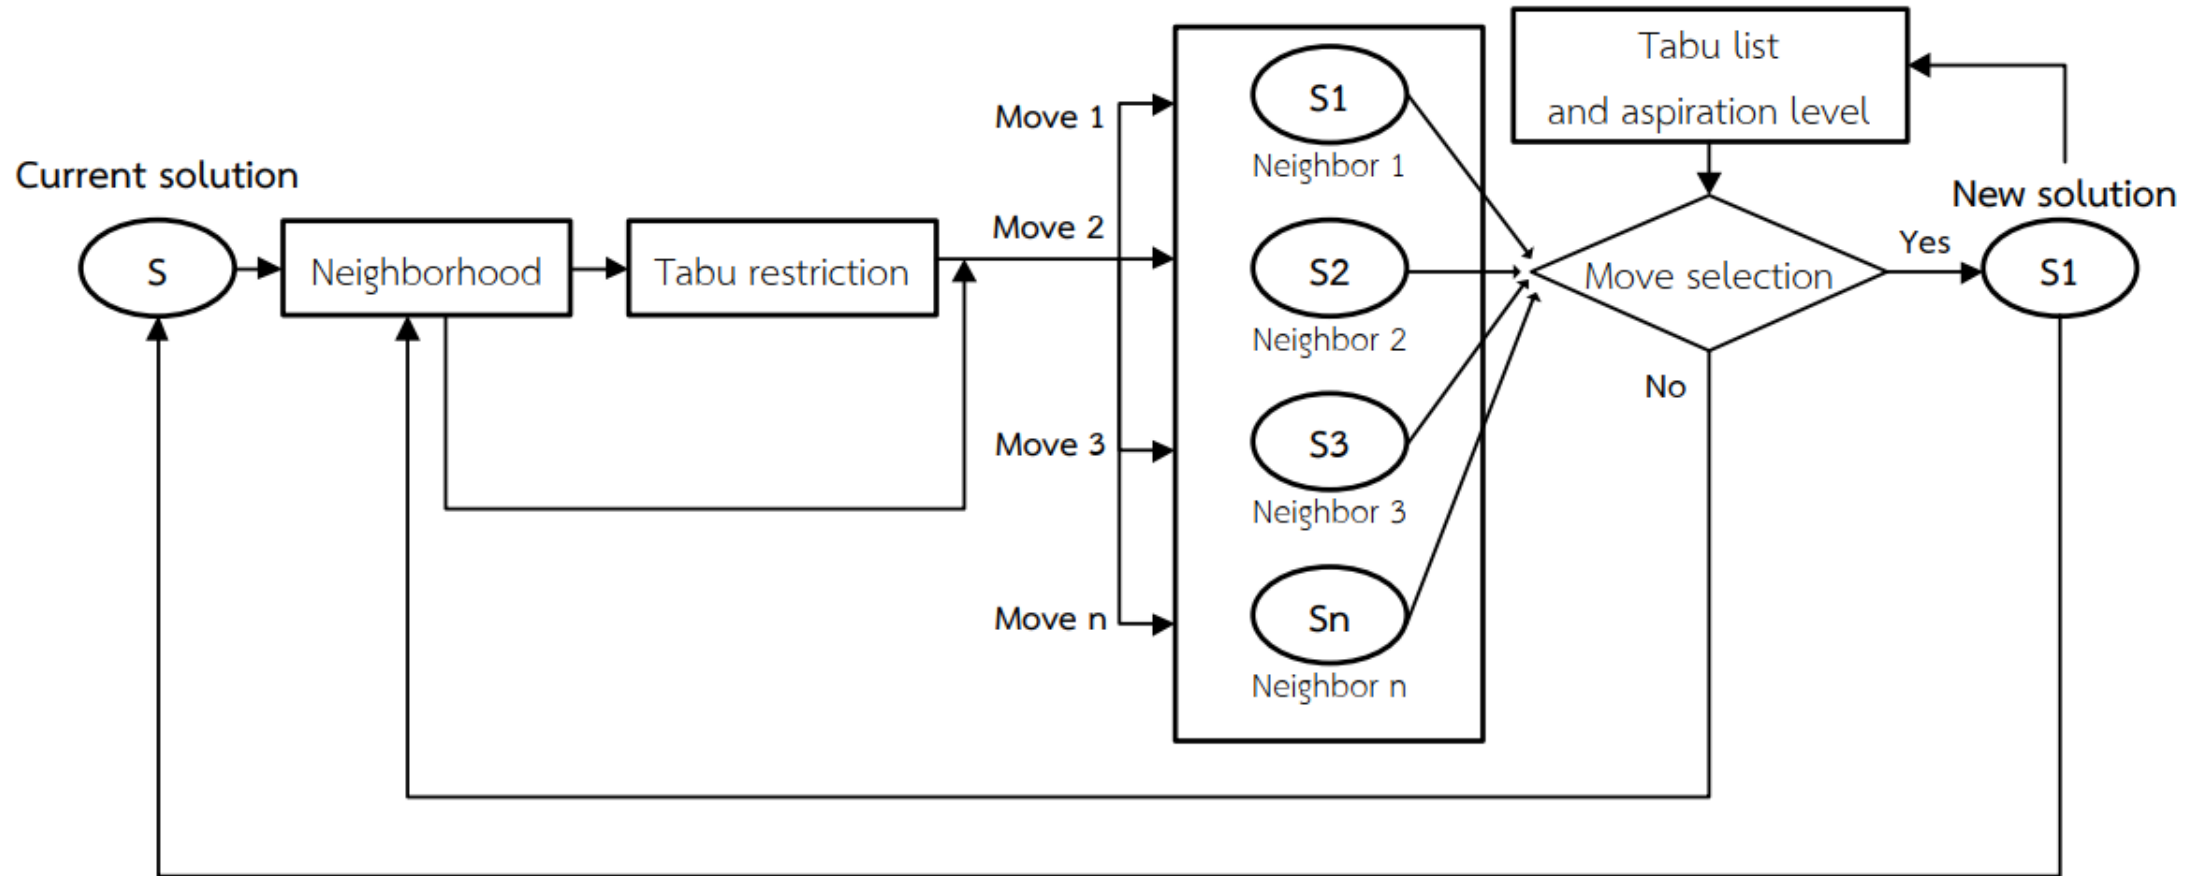 Current solution
S
Neighborhood
Tabu restriction
Move 1
Move 2
Move 3
Move n
S1
Neighbor 1
S2
Neighbor 2
S3
Neighbor 3
Sn
Neighbor n
Tabu list
and aspiration level
Move selection
Yes
No
New solution
S1